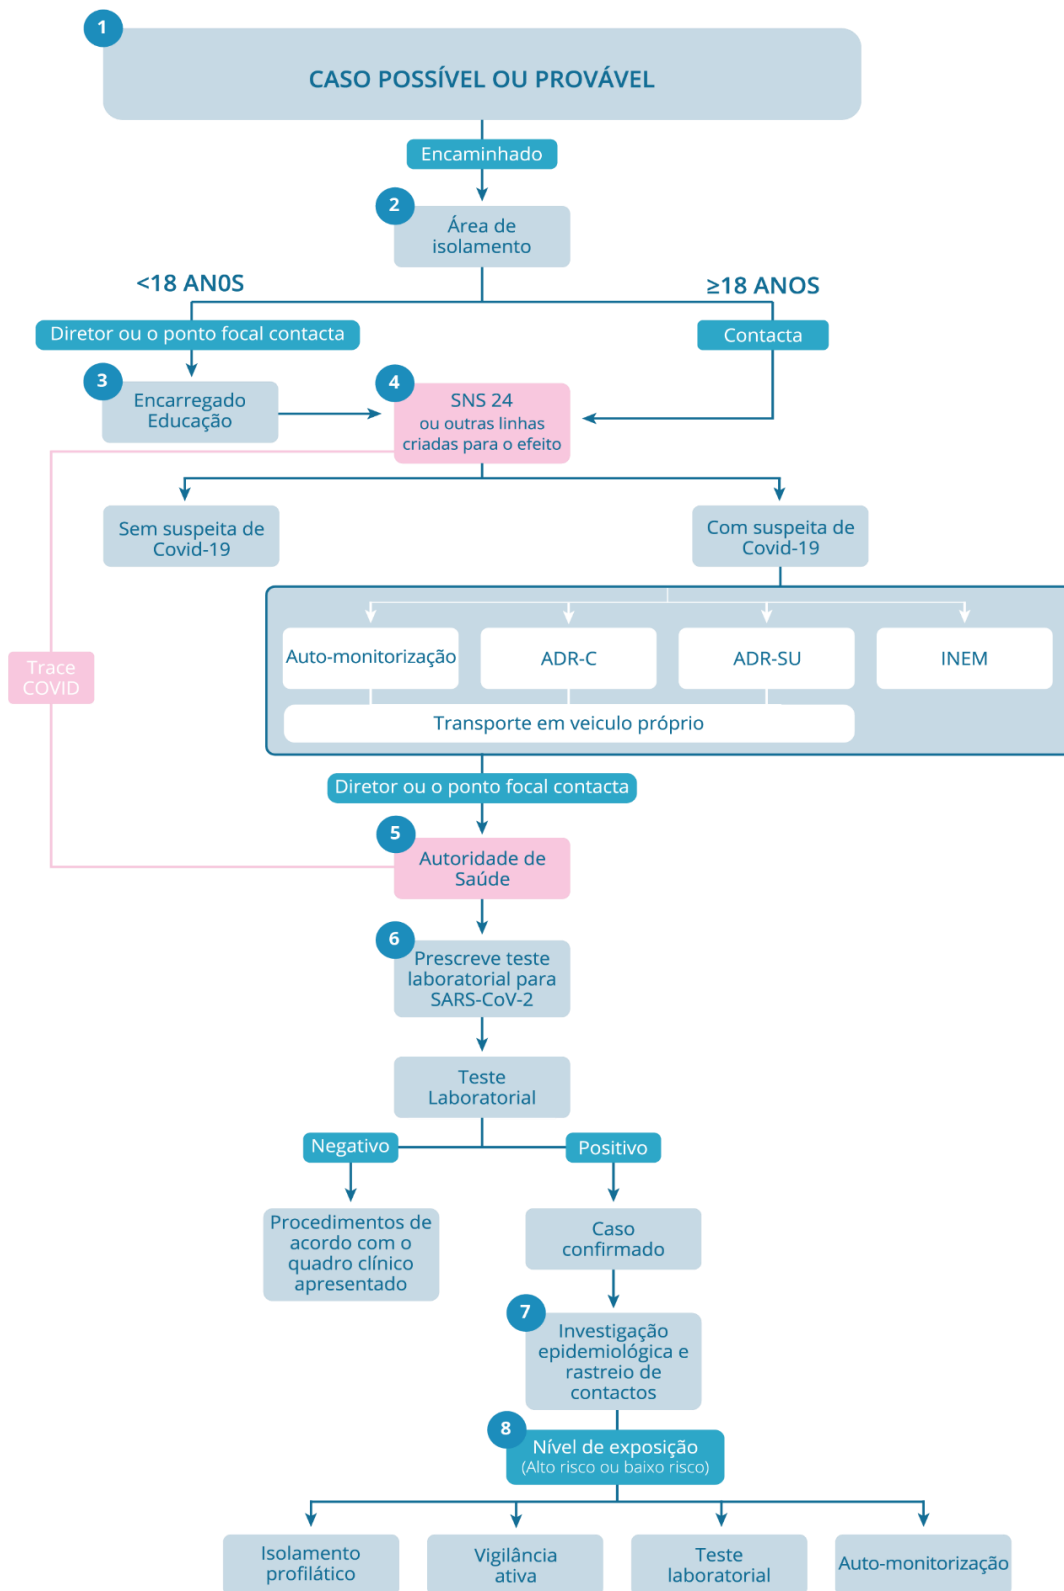 1
CASO POSSÍVEL OU PROVÁVEL
Encaminhado
2
Área de
isolamento
<18 AN0S
≥18 ANOS
Diretor ou o ponto focal contacta
Contacta
3
Encarregado
Educação
4
SNS 24
ou outras linhas
criadas para o efeito
Sem suspeita de
Covid-19
Com suspeita de
Covid-19
Auto-monitorização
ADR-C
ADR-SU
INEM
Trace
COVID
Transporte em veiculo próprio
Diretor ou o ponto focal contacta
5
Autoridade de
Saúde
6
Prescreve teste
laboratorial para
SARS-CoV-2
Teste
Laboratorial
Negativo
Positivo
Procedimentos de
acordo com o
quadro clínico
apresentado
Caso
confirmado
7
Investigação
epidemiológica e
rastreio de
contactos
8
Nível de exposição
(Alto risco ou baixo risco)
Isolamento
profilático
Vigilância
ativa
Teste
laboratorial
Auto-monitorização